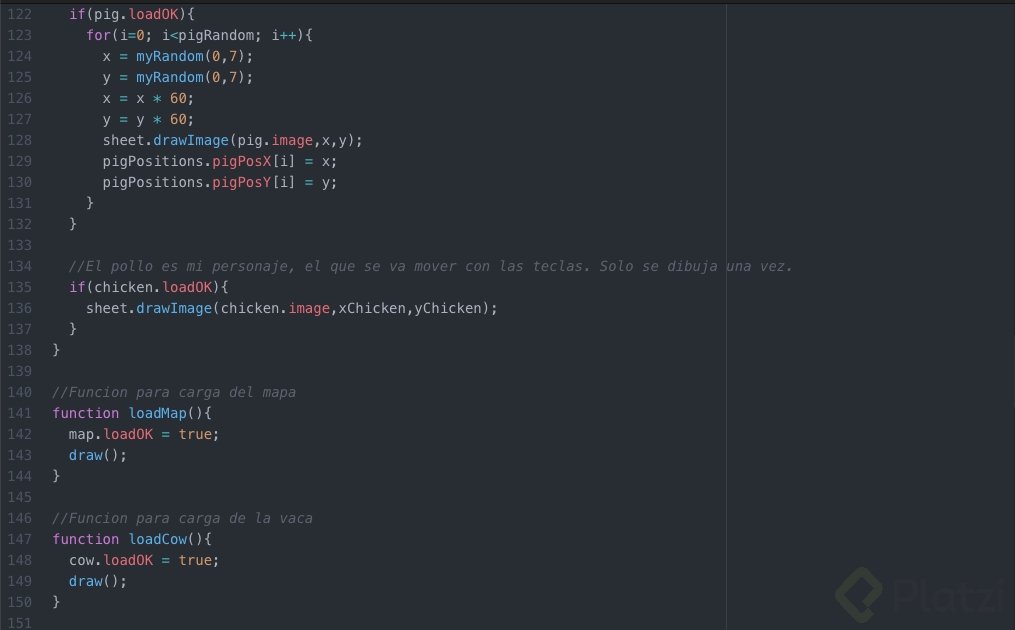 122 if(pig.loadOK){
123 for(i=0; i<pigRandom; i++){
124 x = myRandom(0,7);
125 y = myRandom(0,7);
126 x = x * 60;
127 y = y * 60;
128 sheet.drawImage(pig.image,x,y);
129 pigPositions.pigPosX[i] = x;
130 pigPositions.pigPosY[i] = y;
131 }
132 }
133
134 //El pollo es mi personaje, el que se va mover con las teclas. Solo se dibuja una vez.
135 if(chicken.loadOK){
136 sheet.drawImage(chicken.image,xChicken,yChicken);
137 }
138 }
139
140 //Funcion para carga del mapa
141 function loadMap(){
142 map.loadOK = true;
143 draw();
144 }
145
146 //Funcion para carga de la vaca
147 function loadCow(){
148 cow.loadOK = true;
149 draw();
150 }
151
Platzi